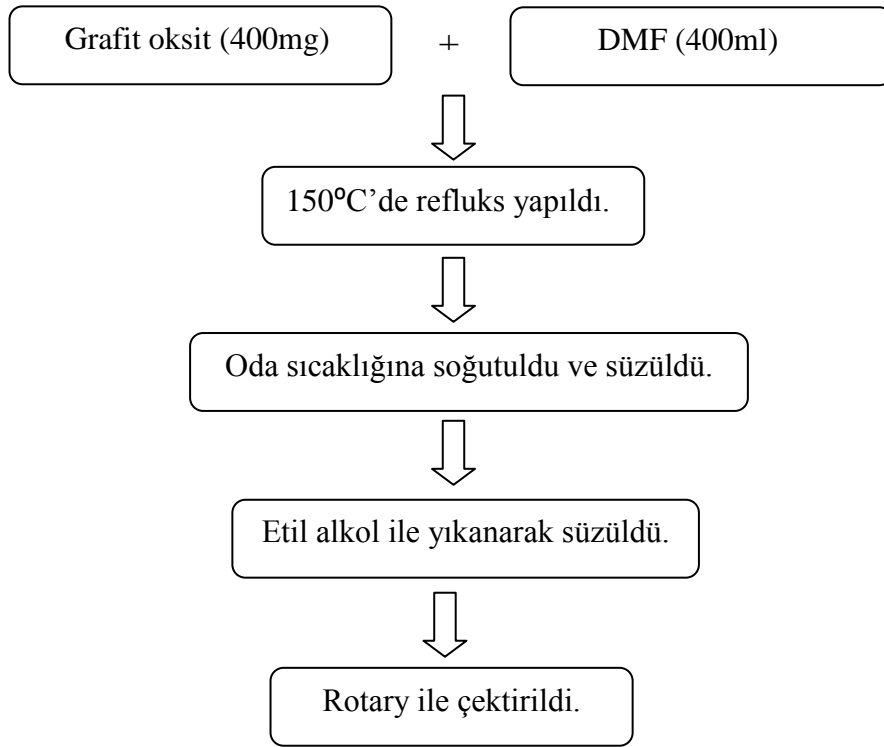 Grafit oksit (400mg) + DMF (400ml)
150⁰C’de refluks yapıldı.
Oda sıcaklığına soğutuldu ve süzüldü.
Etil alkol ile yıkanarak süzüldü.
Rotary ile çektirildi.